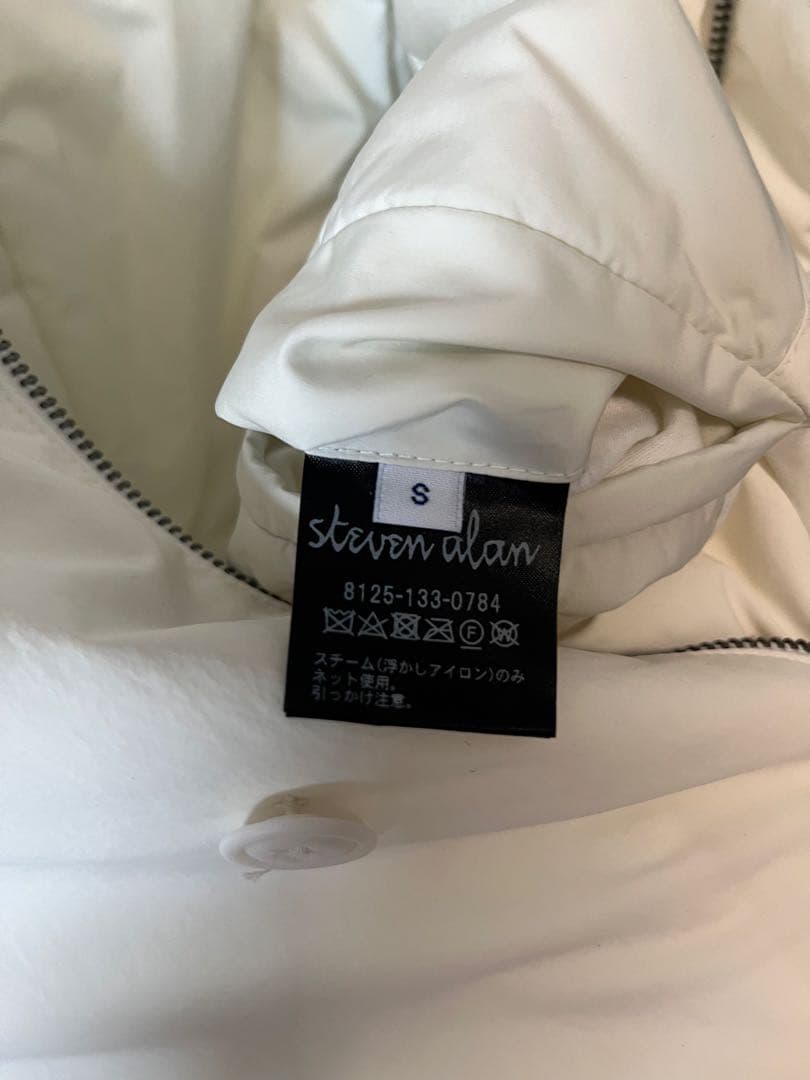 S
steven alan
8125-133-0784
F W
スチーム(浮かしアイロン)のみ
ネット使用。
引っかけ注意。